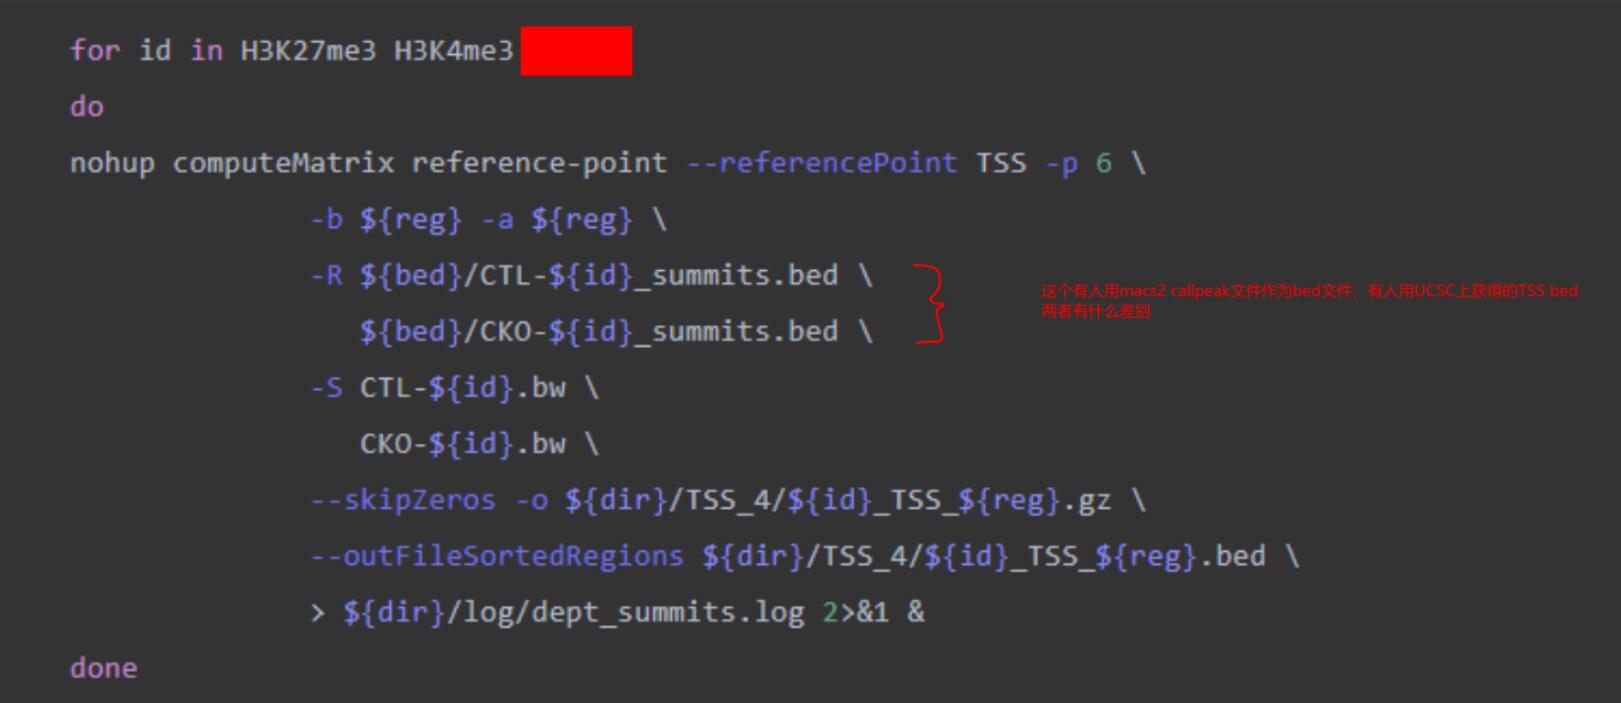 for id in H3K27me3 H3K4me3
do
nohup computeMatrix reference-point --referencePoint TSS -p 6 \
-b ${reg} -a ${reg} \
-R ${bed}/CTL-${id}_summits.bed \
${bed}/CKO-${id}_summits.bed \
这个有人用macs2 callpeak文件作为bed文件，有人用UCSC上获得的TSS bed
两者有什么差别
-S CTL-${id}.bw \
CKO-${id}.bw \
--skipZeros -o ${dir}/TSS_4/${id}_TSS_${reg}.gz \
--outFileSortedRegions ${dir}/TSS_4/${id}_TSS_${reg}.bed \
> ${dir}/log/dept_summits.log 2>&1 &
done